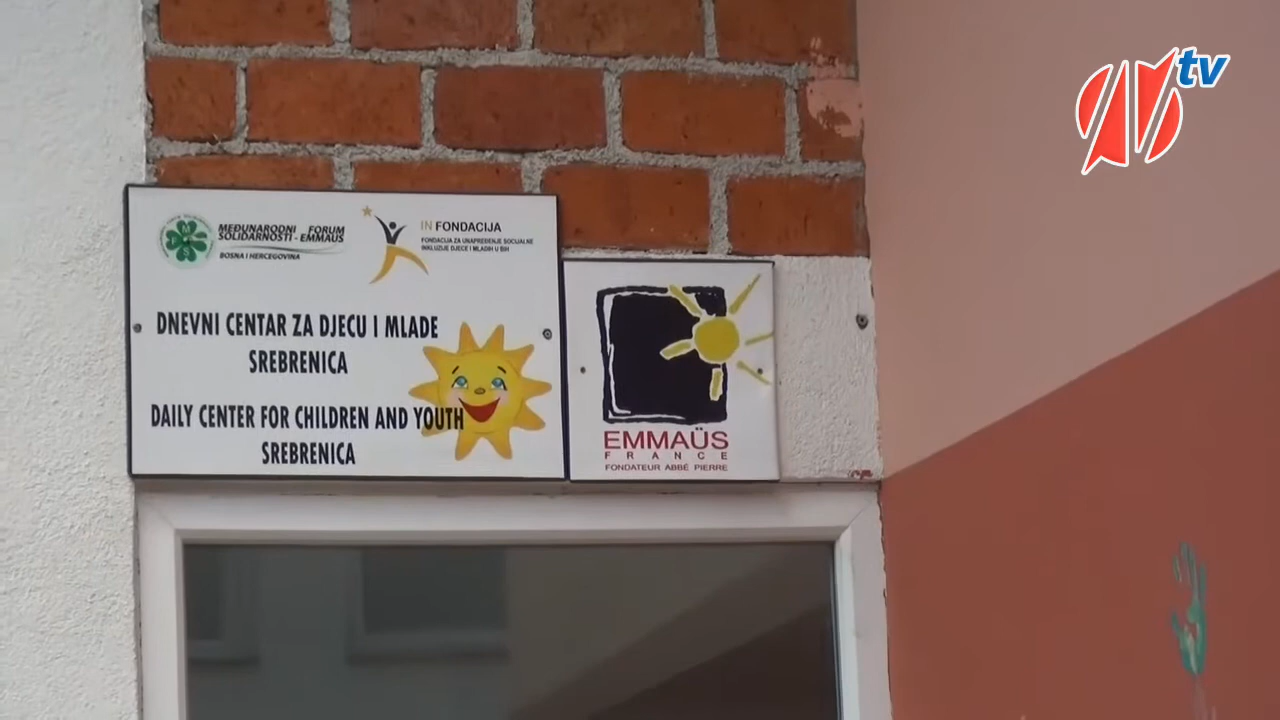 tv
MEĐUNARODNI FORUM
SOLIDARNOSTI - EMMAUS
BOSNA I HERCEGOVINA
IN FONDACIJA
FONDACIJA ZA UNAPREĐENJE SOCIJALNE
INKLUZIJE DJECE I MLADIH U BIH
DNEVNI CENTAR ZA DJECU I MLADE
SREBRENICA
DAILY CENTER FOR CHILDREN AND YOUTH
SREBRENICA
EMMAÜS
FRANCE
FONDATEUR ABBÉ PIERRE